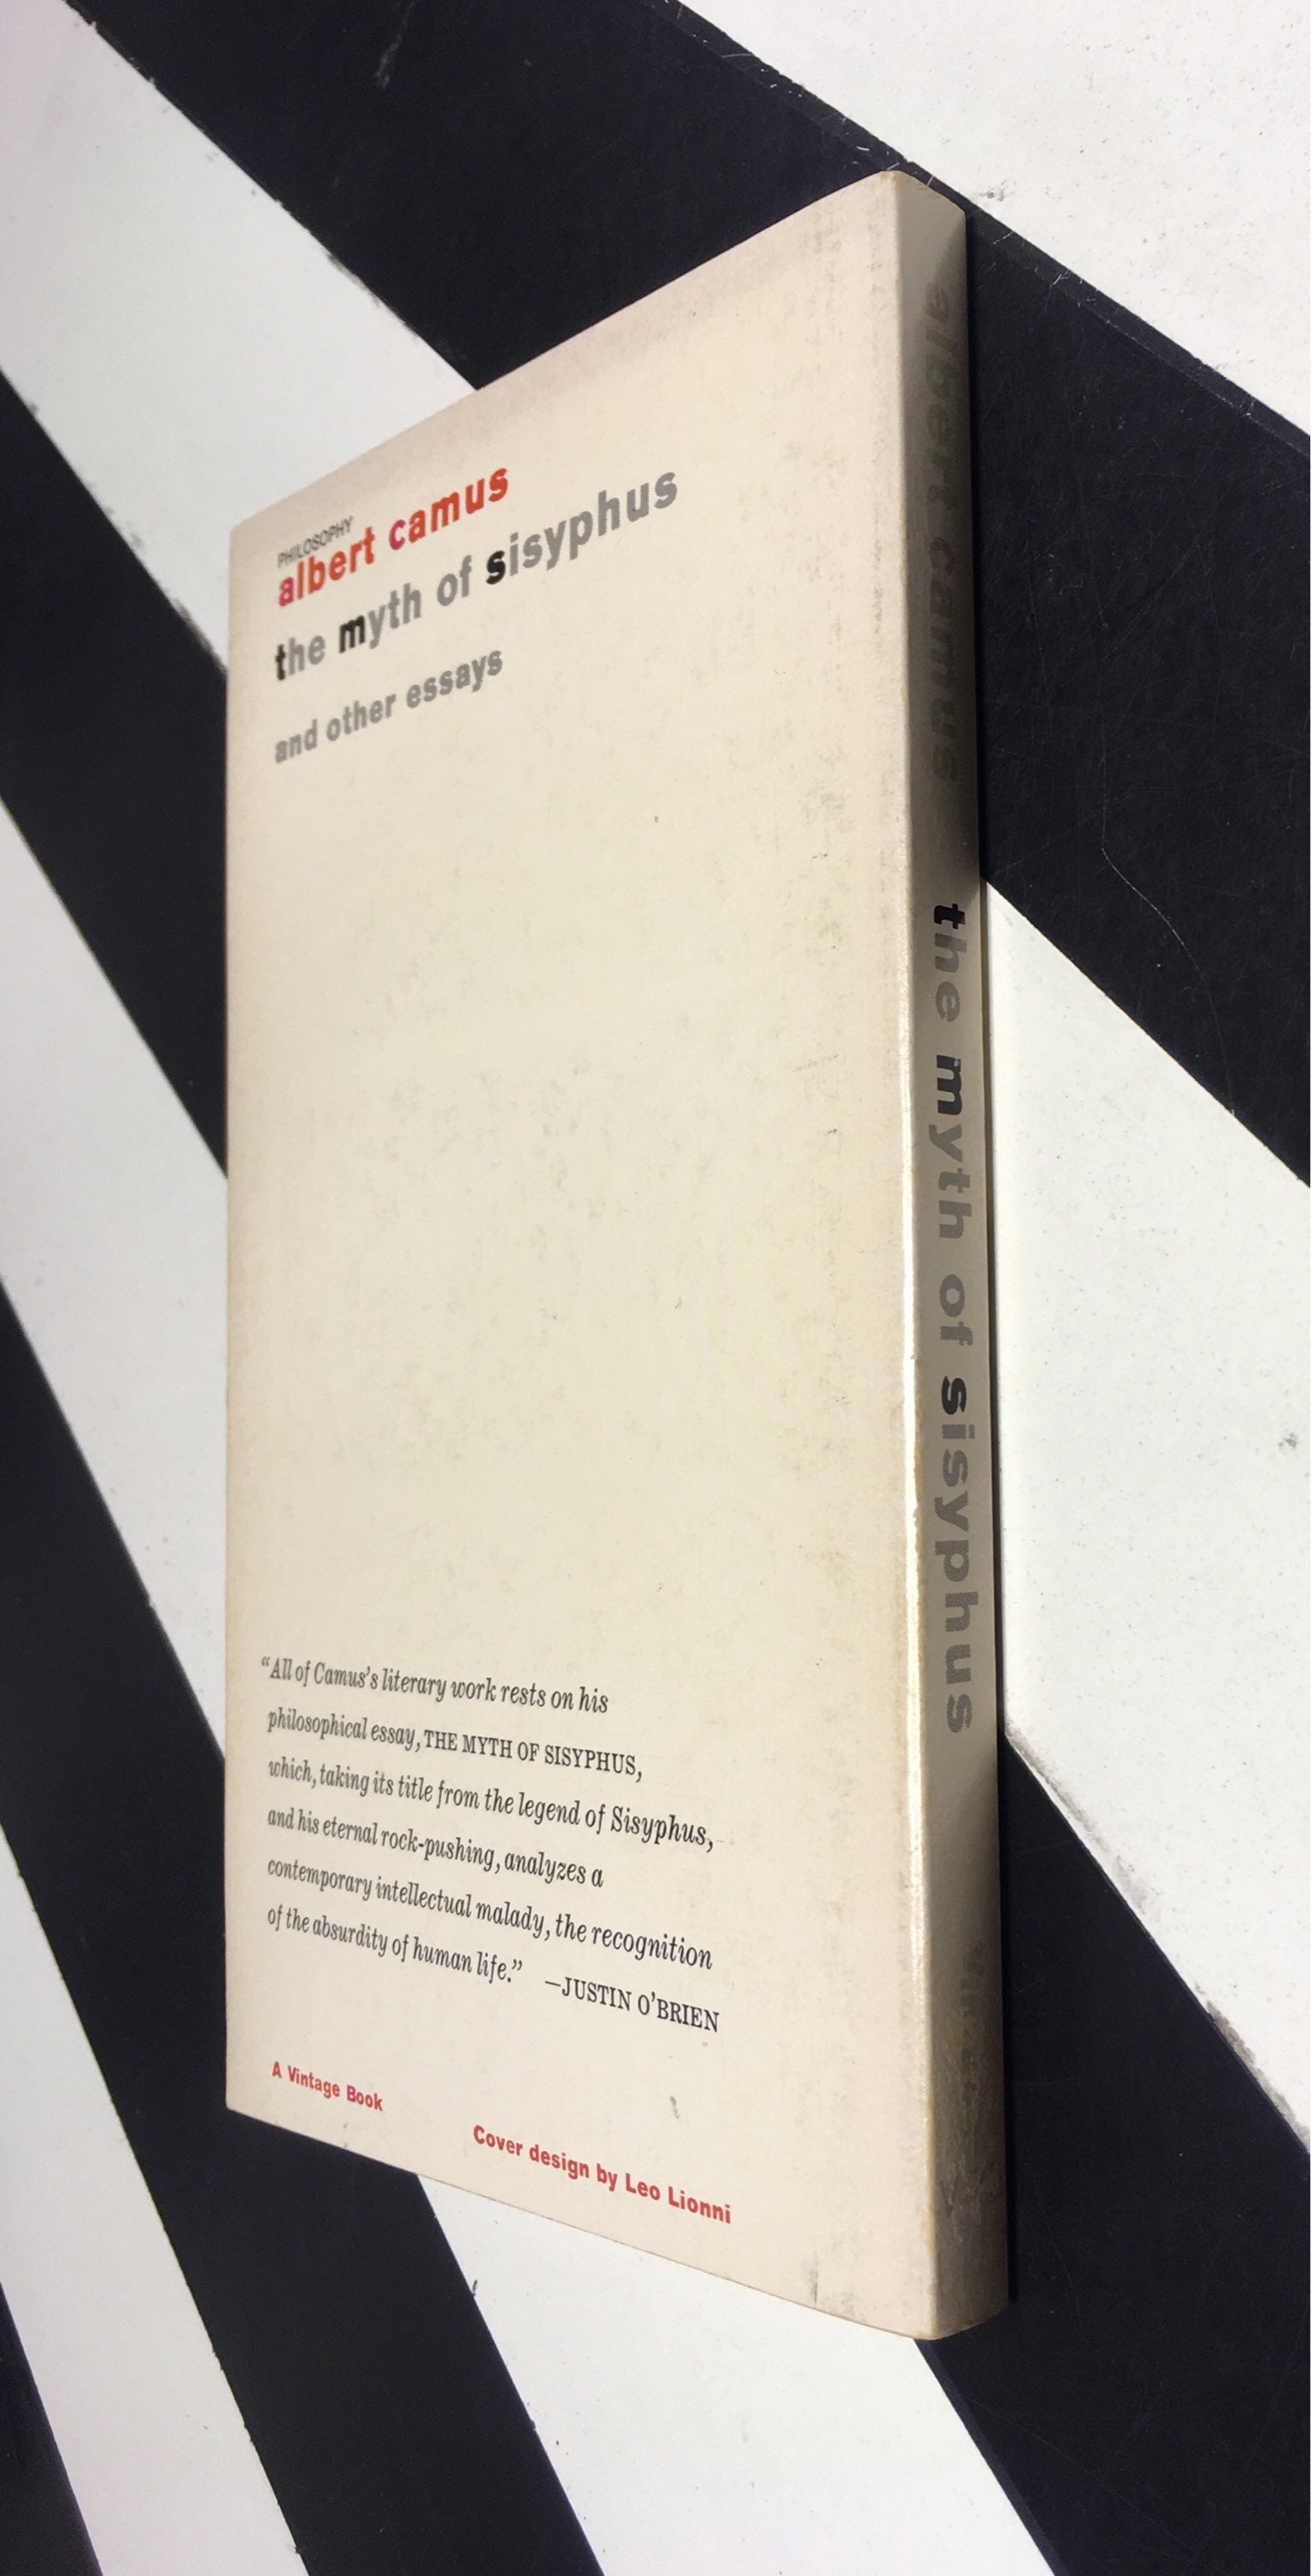 PHILOSOPHY
albert camus
the myth of sisyphus
and other essays
“All of Camus’s literary work rests on his
philosophical essay, THE MYTH OF SISYPHUS,
which, taking its title from the legend of Sisyphus,
and his eternal rock-pushing, analyzes a
contemporary intellectual malady, the recognition
of the absurdity of human life.” —JUSTIN O’BRIEN
A Vintage Book
Cover design by Leo Lionni
albert camus the myth of sisyphus